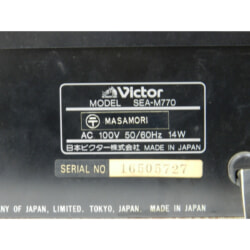 Victor
MODEL SEA-M770
〒 MASAMORI
AC 100V 50/60Hz 14W
日本ビクター株式会社 MADE IN JAPAN
SERIAL NO 16505727
NY OF JAPAN, LIMITED. TOKYO, JAPAN. MADE IN JAPAN